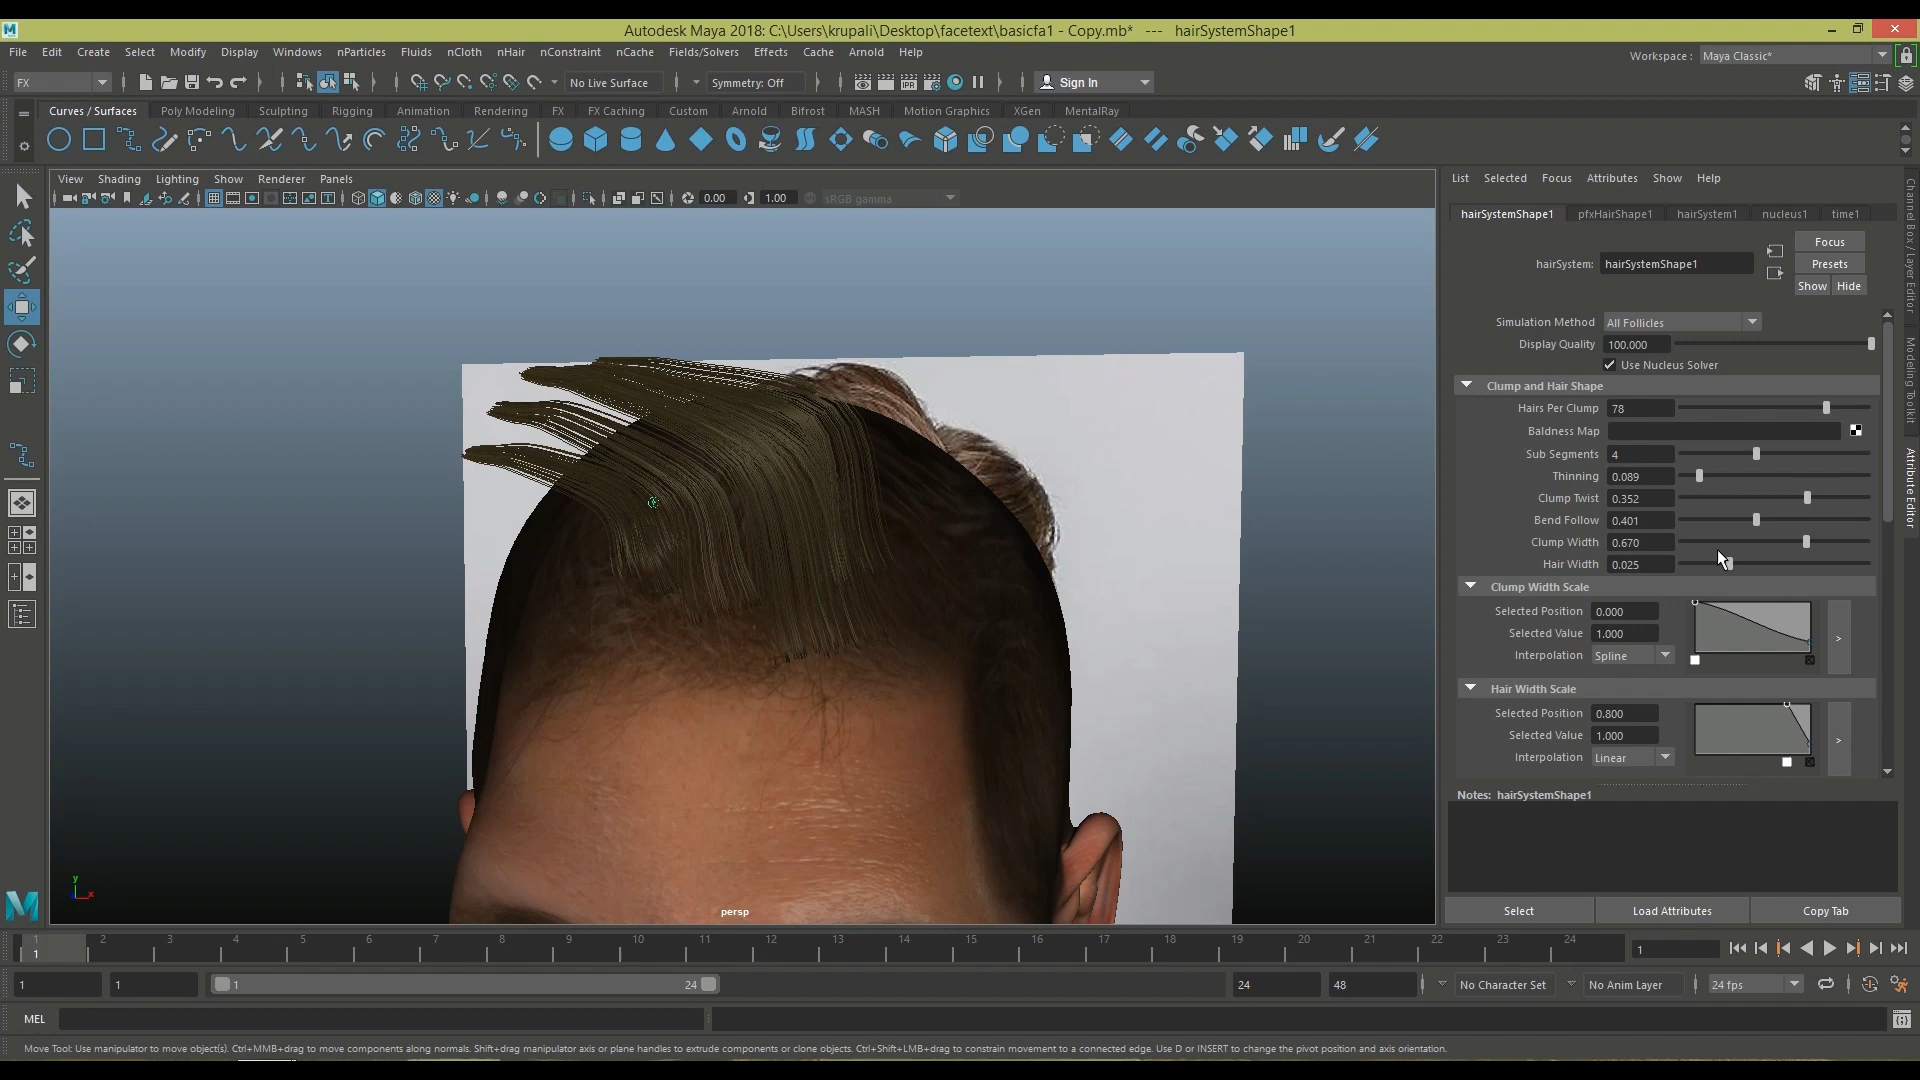 Autodesk Maya 2018: C:\Users\krupali\Desktop\facetext\basicfa1 - Copy.mb* --- hairSystemShape1
File Edit Create Select Modify Display Windows nParticles Fluids nCloth nHair nConstraint nCache Fields/Solvers Effects Cache Arnold Help
Workspace : Maya Classic*
FX No Live Surface Symmetry: Off Sign In
Curves / Surfaces Poly Modeling Sculpting Rigging Animation Rendering FX FX Caching Custom Arnold Bifrost MASH Motion Graphics XGen MentalRay
View Shading Lighting Show Renderer Panels
0.00 1.00 sRGB gamma
persp
y
x
List Selected Focus Attributes Show Help
hairSystemShape1 pfxHairShape1 hairSystem1 nucleus1 time1
Focus
hairSystem: hairSystemShape1 Presets
Show Hide
Simulation Method All Follicles
Display Quality 100.000
Use Nucleus Solver
Clump and Hair Shape
Hairs Per Clump 78
Baldness Map
Sub Segments 4
Thinning 0.089
Clump Twist 0.352
Bend Follow 0.401
Clump Width 0.670
Hair Width 0.025
Clump Width Scale
Selected Position 0.000
Selected Value 1.000
Interpolation Spline
>
Hair Width Scale
Selected Position 0.800
Selected Value 1.000
Interpolation Linear
>
Notes: hairSystemShape1
Select Load Attributes Copy Tab
Channel Box / Layer Editor
Modeling Toolkit
Attribute Editor
1 2 3 4 5 6 7 8 9 10 11 12 13 14 15 16 17 18 19 20 21 22 23 24
1 1
1 1 1 24 24 48 No Character Set No Anim Layer 24 fps
MEL
Move Tool: Use manipulator to move object(s). Ctrl+MMB+drag to move components along normals. Shift+drag manipulator axis or plane handles to extrude components or clone objects. Ctrl+Shift+LMB+drag to constrain movement to a connected edge. Use D or INSERT to change the pivot position and axis orientation.